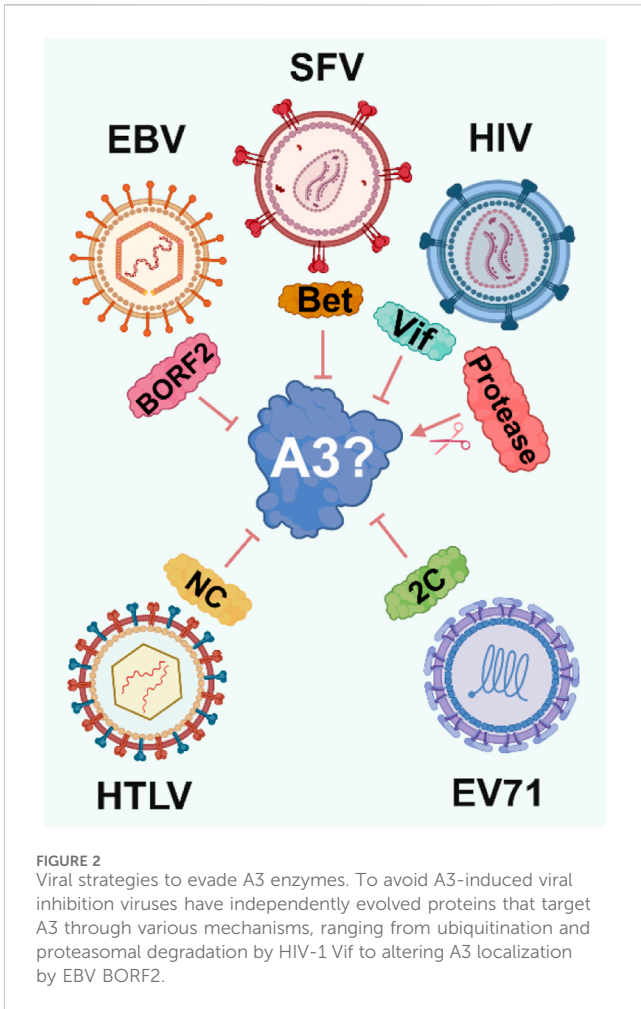 SFV
EBV
HIV
Bet
Vif
BORF2
Protease
A3?
NC
2C
HTLV
EV71
FIGURE 2
Viral strategies to evade A3 enzymes. To avoid A3-induced viral
inhibition viruses have independently evolved proteins that target
A3 through various mechanisms, ranging from ubiquitination and
proteasomal degradation by HIV-1 Vif to altering A3 localization
by EBV BORF2.